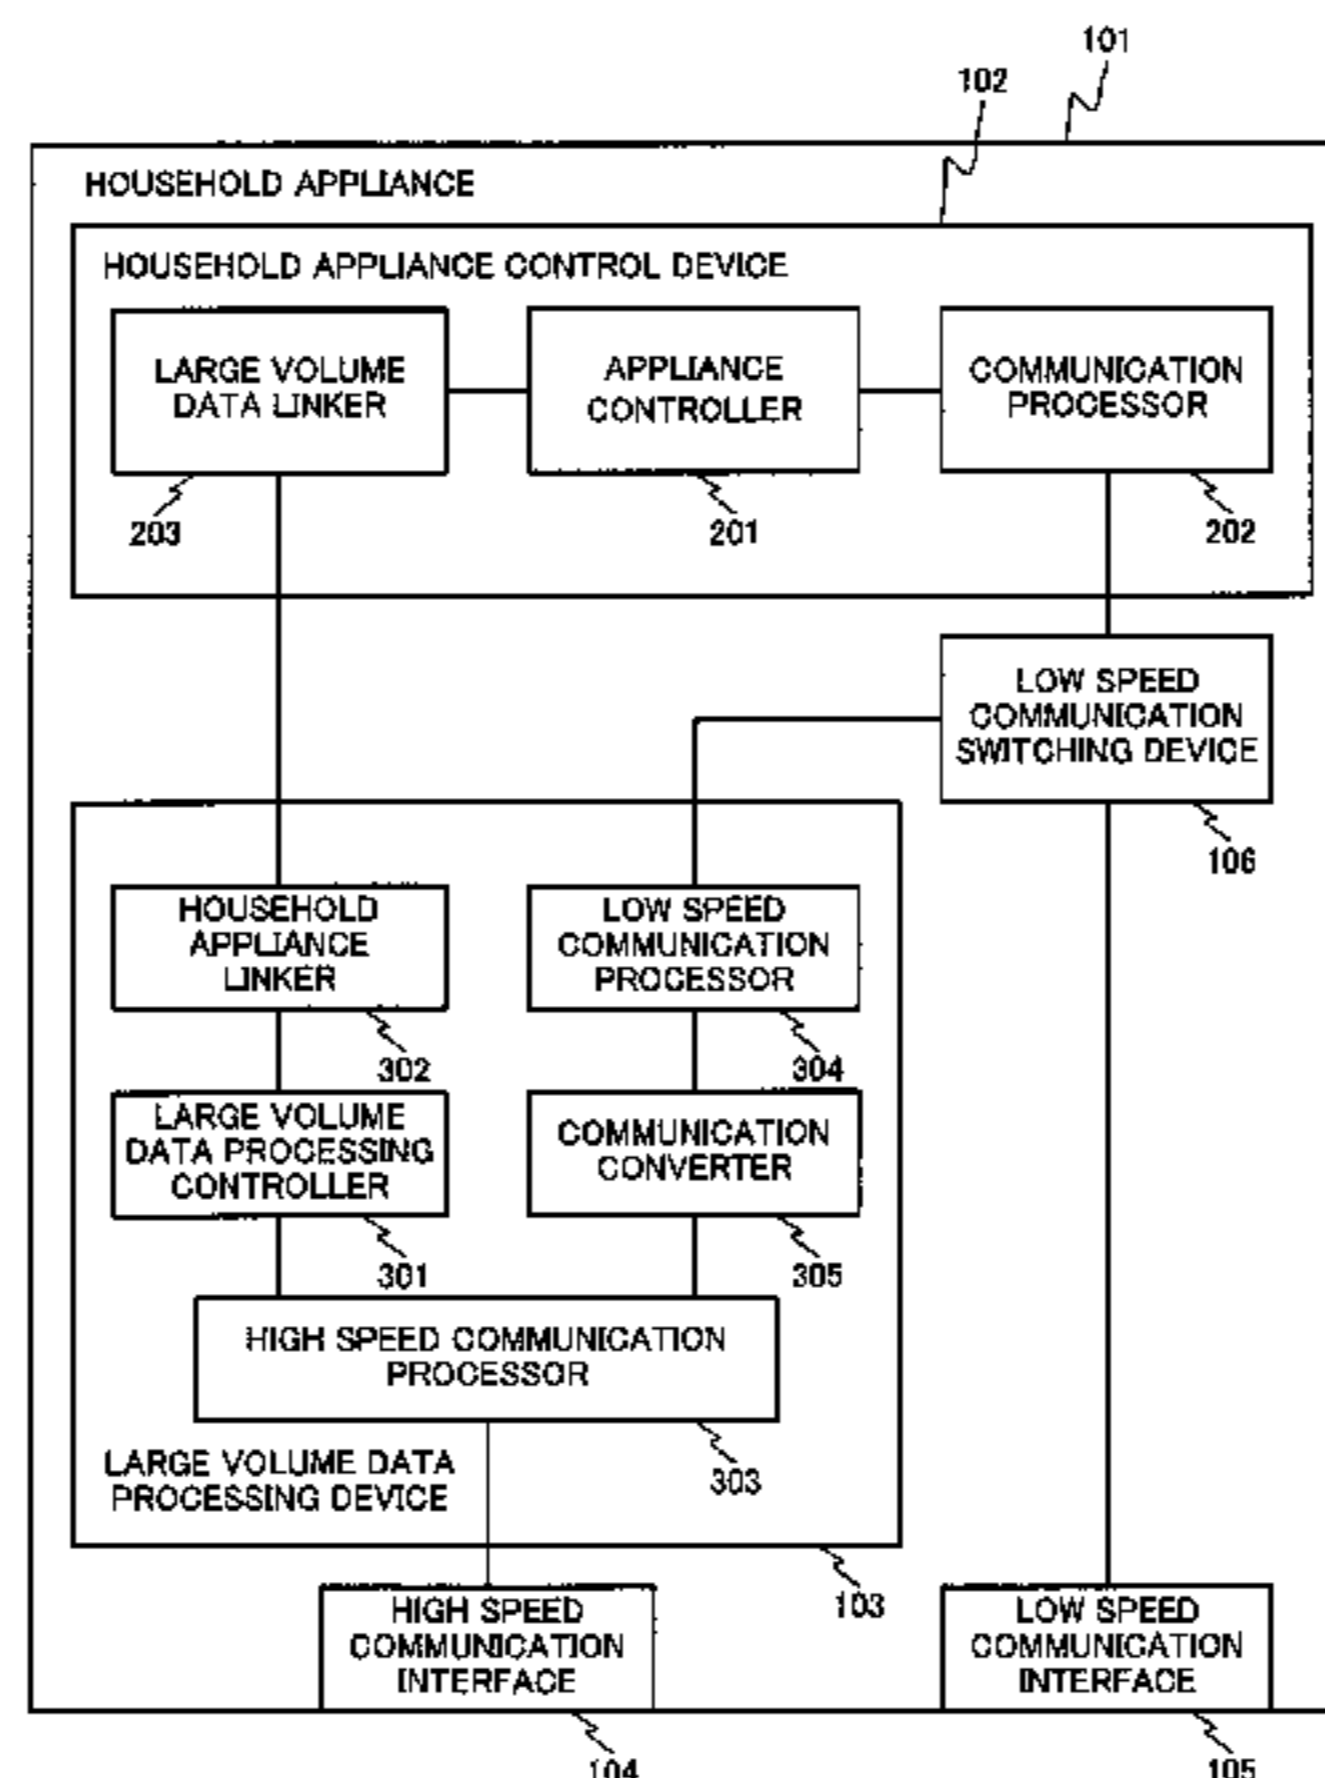 101
102
HOUSEHOLD APPLIANCE
HOUSEHOLD APPLIANCE CONTROL DEVICE
LARGE VOLUME
DATA LINKER
APPLIANCE
CONTROLLER
COMMUNICATION
PROCESSOR
203
201
202
LOW SPEED
COMMUNICATION
SWITCHING DEVICE
106
HOUSEHOLD
APPLIANCE
LINKER
LOW SPEED
COMMUNICATION
PROCESSOR
302
304
LARGE VOLUME
DATA PROCESSING
CONTROLLER
COMMUNICATION
CONVERTER
301
305
HIGH SPEED COMMUNICATION
PROCESSOR
303
LARGE VOLUME DATA
PROCESSING DEVICE
103
HIGH SPEED
COMMUNICATION
INTERFACE
LOW SPEED
COMMUNICATION
INTERFACE
104
105